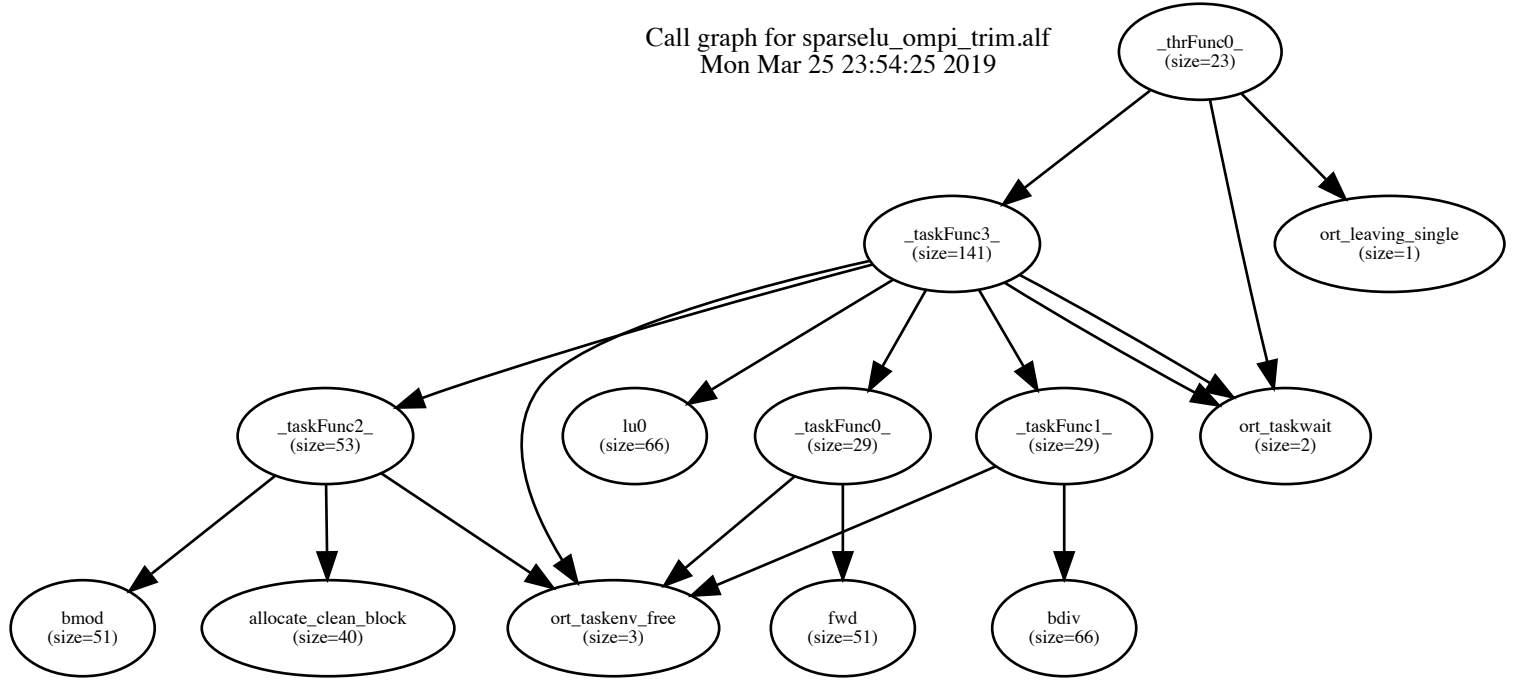 Call graph for sparselu_ompi_trim.alf
Mon Mar 25 23:54:25 2019
_thrFunc0_
(size=23)
_taskFunc3_
(size=141)
ort_leaving_single
(size=1)
_taskFunc2_
(size=53)
lu0
(size=66)
_taskFunc0_
(size=29)
_taskFunc1_
(size=29)
ort_taskwait
(size=2)
bmod
(size=51)
allocate_clean_block
(size=40)
ort_taskenv_free
(size=3)
fwd
(size=51)
bdiv
(size=66)